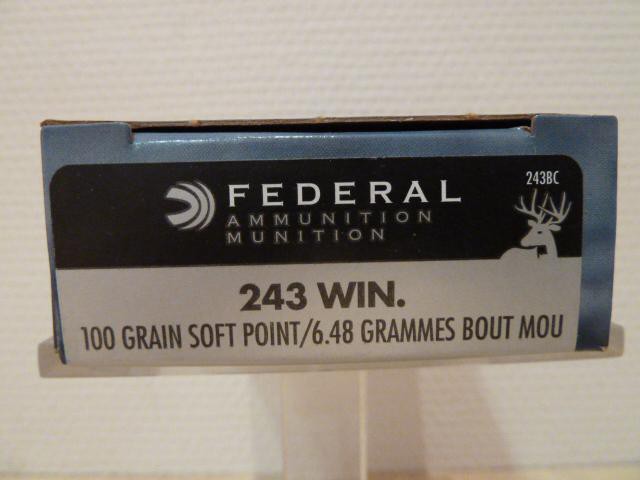 243BC
FEDERAL
AMMUNITION
MUNITION
243 WIN.
100 GRAIN SOFT POINT/6.48 GRAMMES BOUT MOU